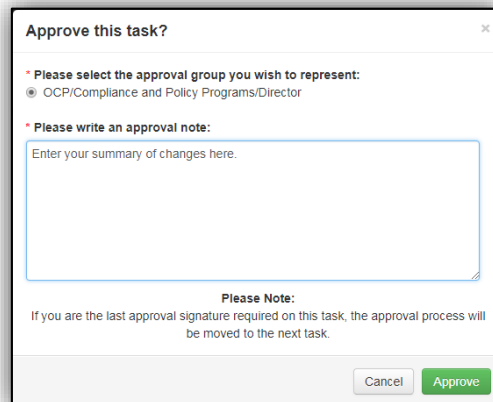 Approve this task?
×
* Please select the approval group you wish to represent:
OCP/Compliance and Policy Programs/Director
* Please write an approval note:
Enter your summary of changes here.
Please Note:
If you are the last approval signature required on this task, the approval process will
be moved to the next task.
Cancel Approve